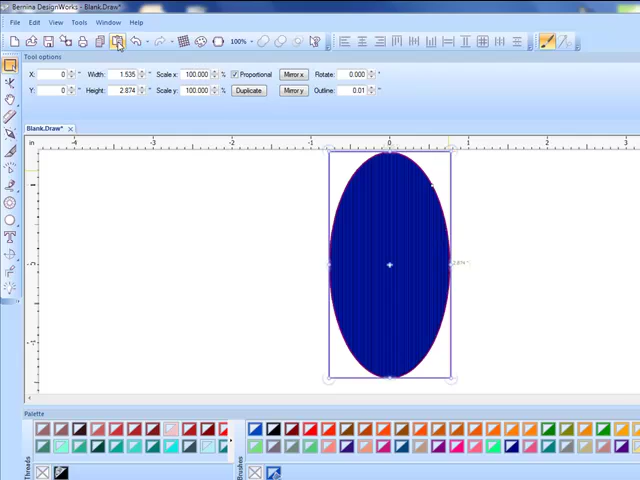 Bernina DesignWorks - Blank.Draw*
File Edit View Tools Window Help
100%
Tool options
X: 0 " Width: 1.535 " Scale x: 100.000 % Proportional Mirror x Rotate: 0.000 °
Y: 0 " Height: 2.874 " Scale y: 100.000 % Duplicate Mirror y Outline: 0.01 "
Blank.Draw* ×
in -4 -3 -2 -1 0 1 2 3
2.874 "
Palette
Threads
Brushes